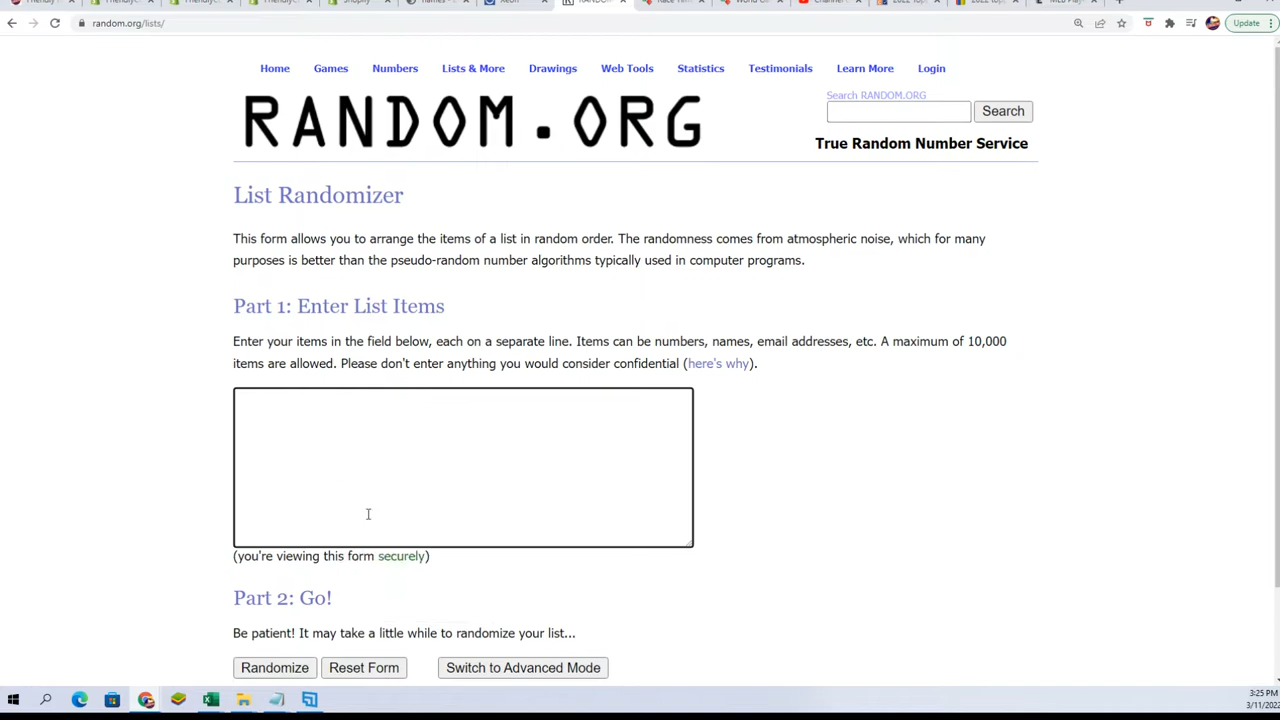 random.org/lists/
Update
Home Games Numbers Lists & More Drawings Web Tools Statistics Testimonials Learn More Login
RANDOM.ORG
Search RANDOM.ORG
Search
True Random Number Service
List Randomizer
This form allows you to arrange the items of a list in random order. The randomness comes from atmospheric noise, which for many
purposes is better than the pseudo-random number algorithms typically used in computer programs.
Part 1: Enter List Items
Enter your items in the field below, each on a separate line. Items can be numbers, names, email addresses, etc. A maximum of 10,000
items are allowed. Please don't enter anything you would consider confidential (here's why).
(you're viewing this form securely)
Part 2: Go!
Be patient! It may take a little while to randomize your list...
Randomize Reset Form Switch to Advanced Mode
3:25 PM